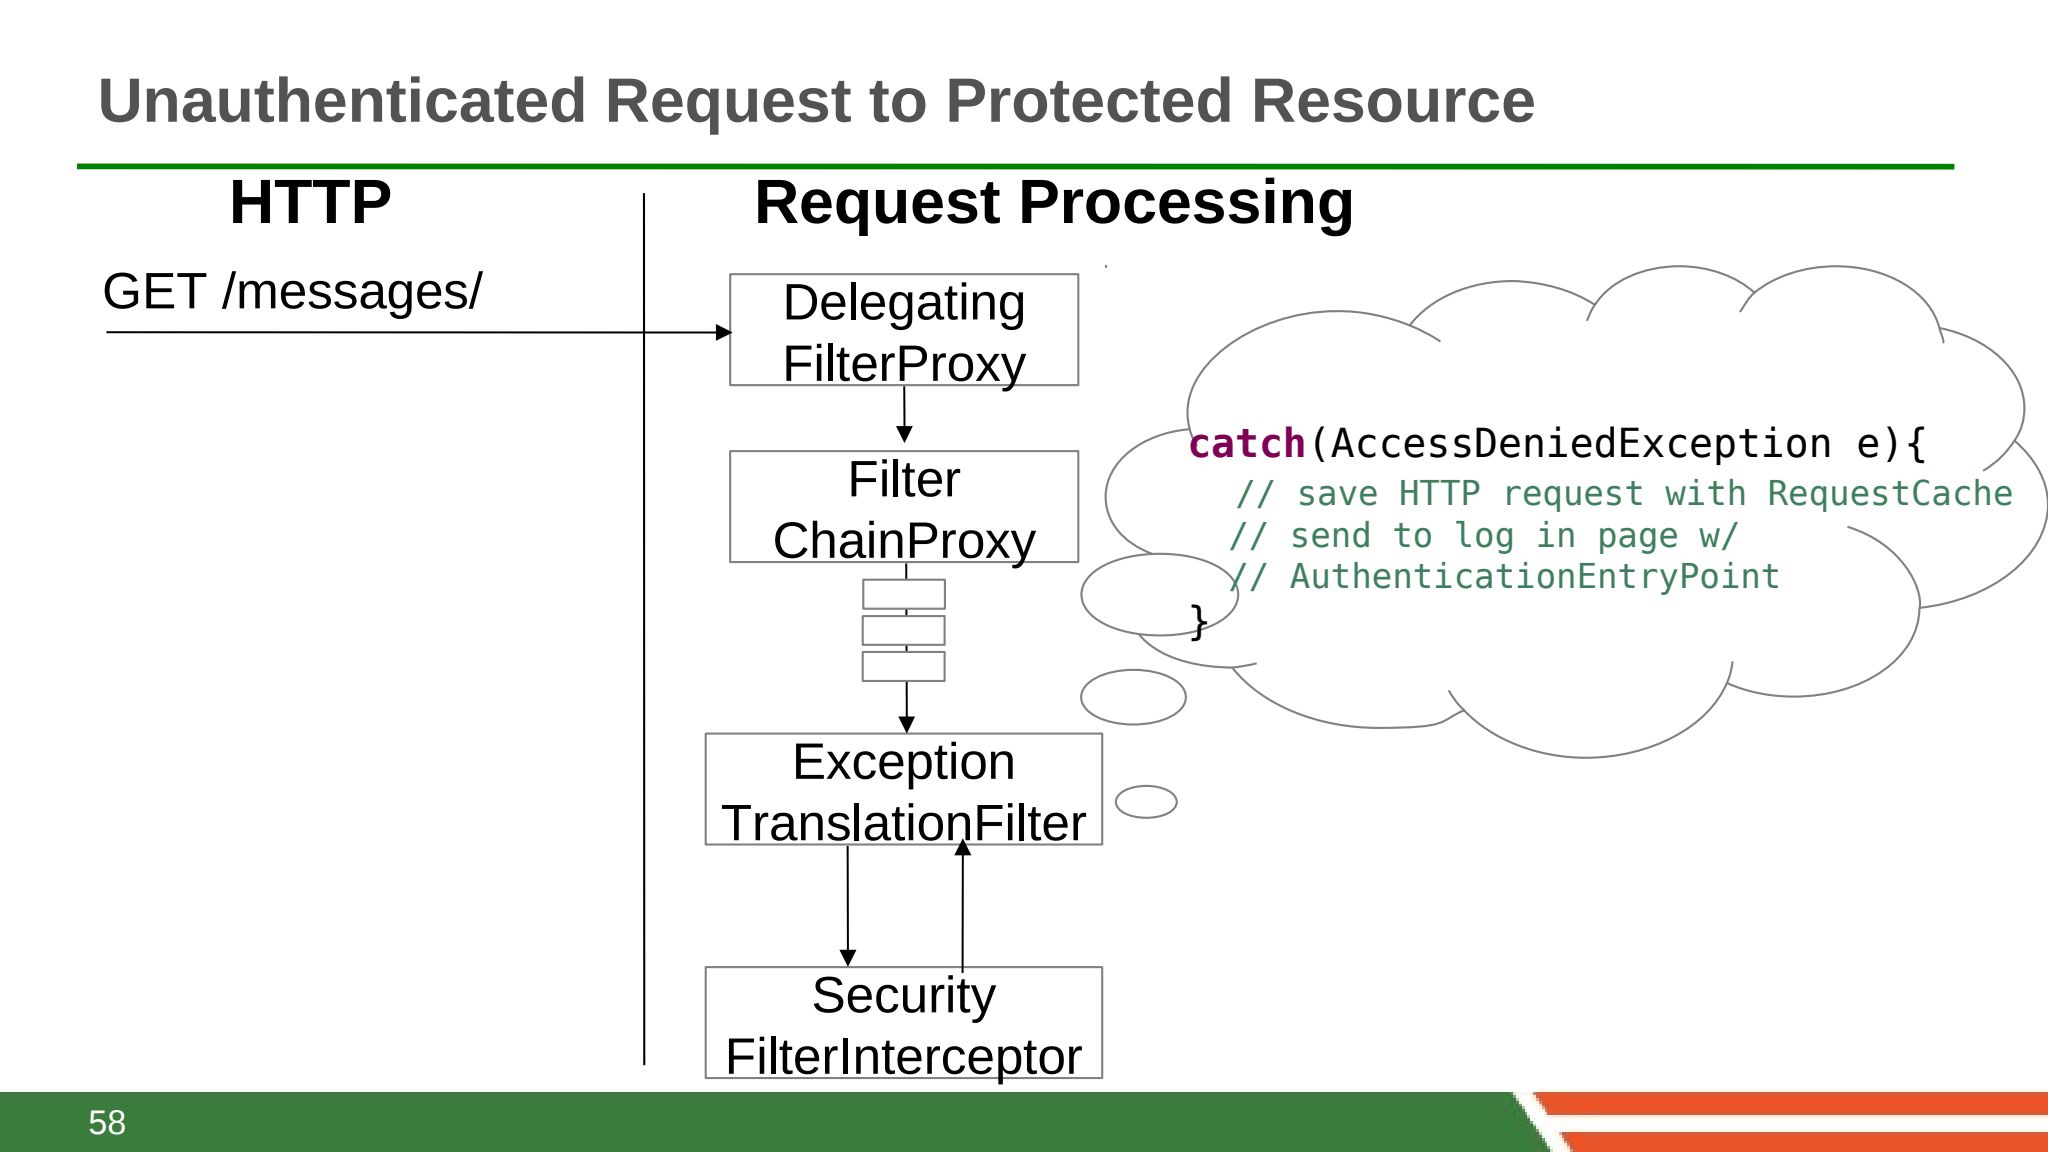 Unauthenticated Request to Protected Resource
HTTP
Request Processing
GET /messages/
Delegating
FilterProxy
Filter
ChainProxy
Exception
TranslationFilter
Security
FilterInterceptor
catch(AccessDeniedException e){
// save HTTP request with RequestCache
// send to log in page w/
// AuthenticationEntryPoint
}
58